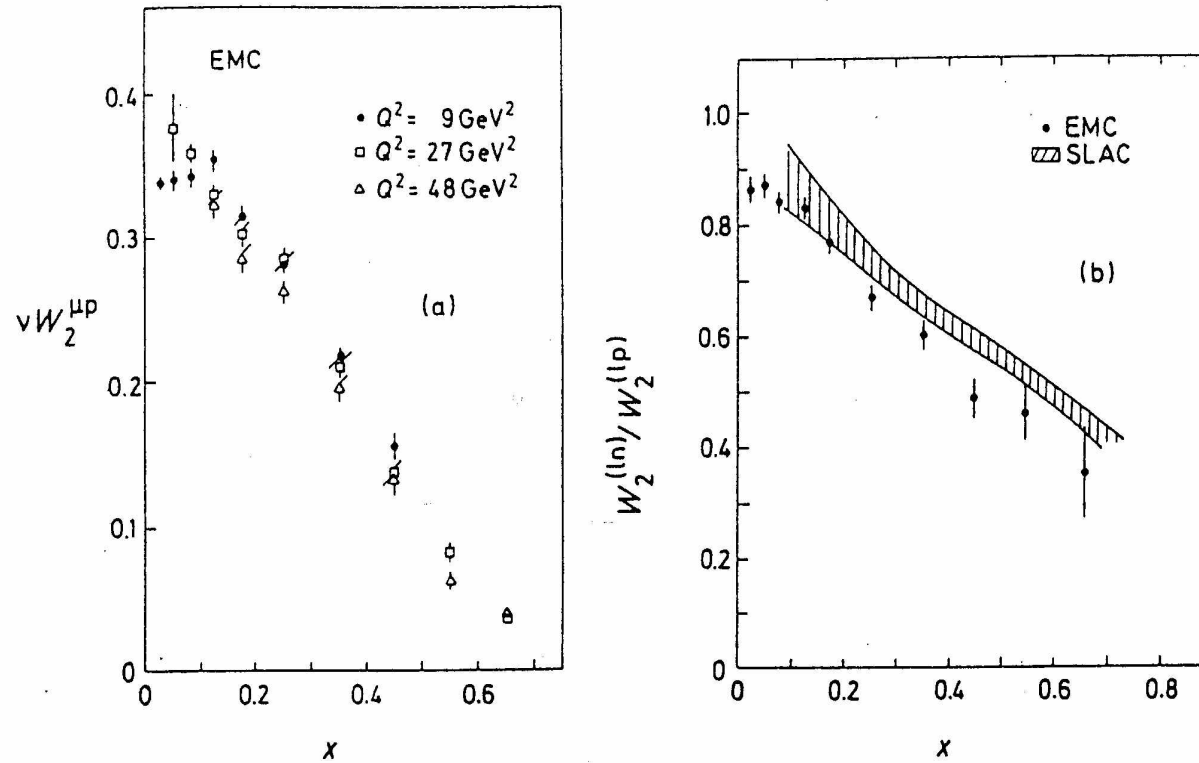 EMC
• Q² = 9 GeV²
□ Q² = 27 GeV²
△ Q² = 48 GeV²
(a)
νW₂^μp
0.4
0.3
0.2
0.1
0
0 0.2 0.4 0.6
x
• EMC
SLAC
(b)
W₂^(ln)/W₂^(lp)
1.0
0.8
0.6
0.4
0.2
0
0 0.2 0.4 0.6 0.8
x